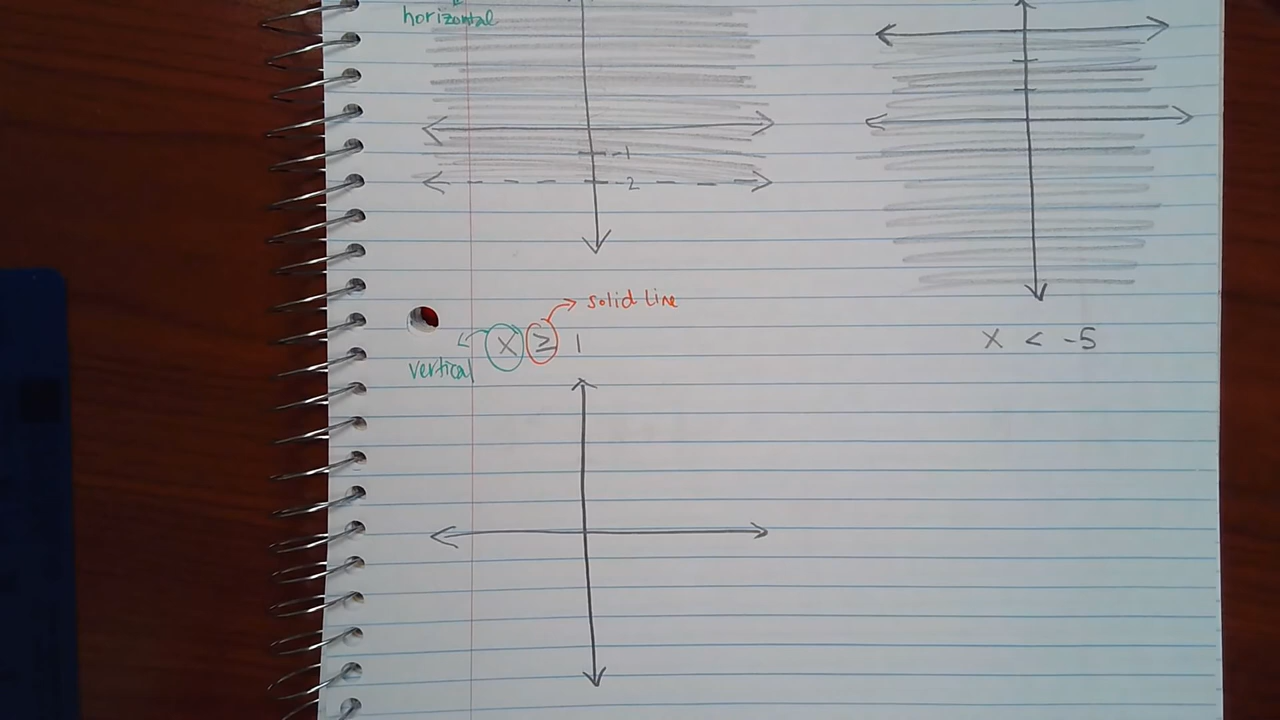 horizontal
-1
-2
solid line
x ≥ 1
vertical
x < -5